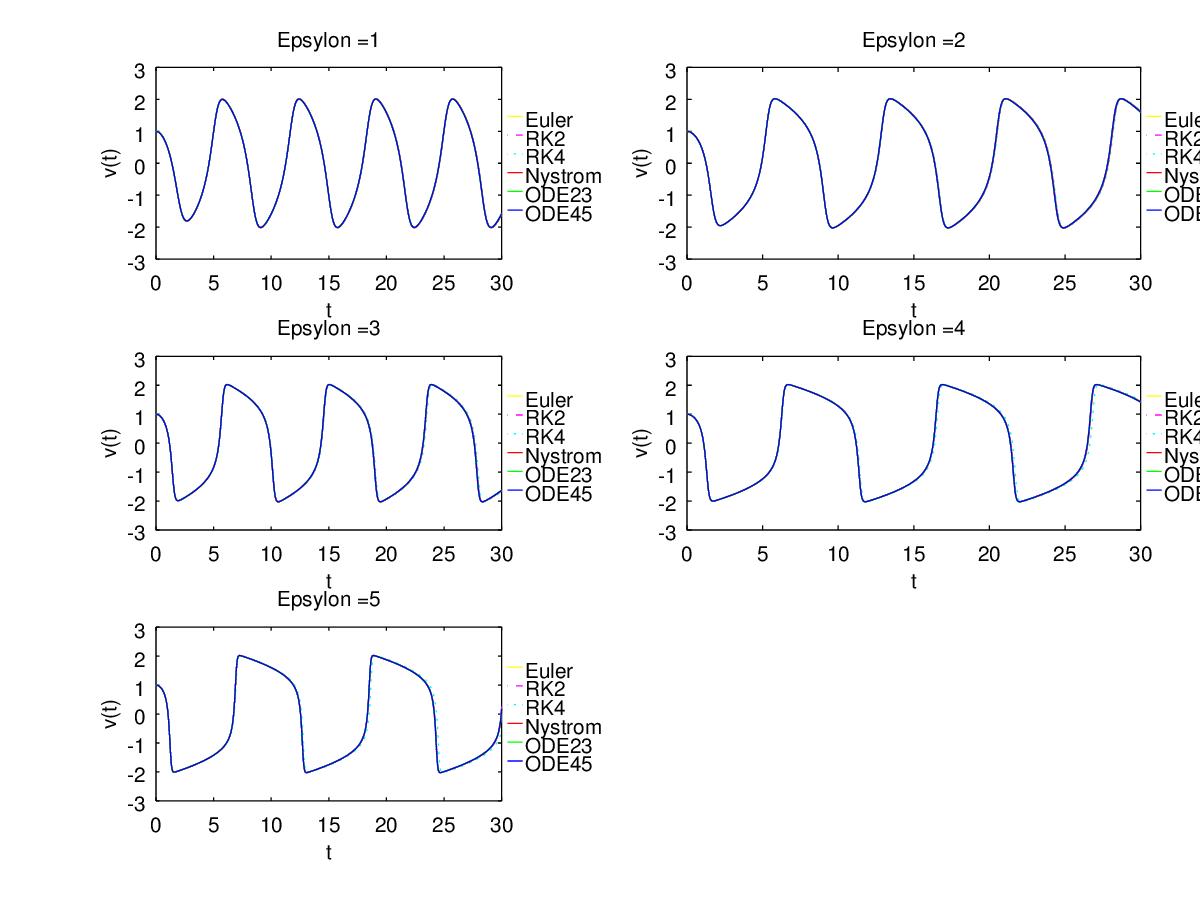 Epsylon =1
3
2
1
0
-1
-2
-3
v(t)
0 5 10 15 20 25 30
t
Euler
RK2
RK4
Nystrom
ODE23
ODE45
Epsylon =2
3
2
1
0
-1
-2
-3
v(t)
0 5 10 15 20 25 30
t
Eule
RK2
RK4
Nys
ODE
ODE
Epsylon =3
3
2
1
0
-1
-2
-3
v(t)
0 5 10 15 20 25 30
t
Euler
RK2
RK4
Nystrom
ODE23
ODE45
Epsylon =4
3
2
1
0
-1
-2
-3
v(t)
0 5 10 15 20 25 30
t
Eule
RK2
RK4
Nys
ODE
ODE
Epsylon =5
3
2
1
0
-1
-2
-3
v(t)
0 5 10 15 20 25 30
t
Euler
RK2
RK4
Nystrom
ODE23
ODE45